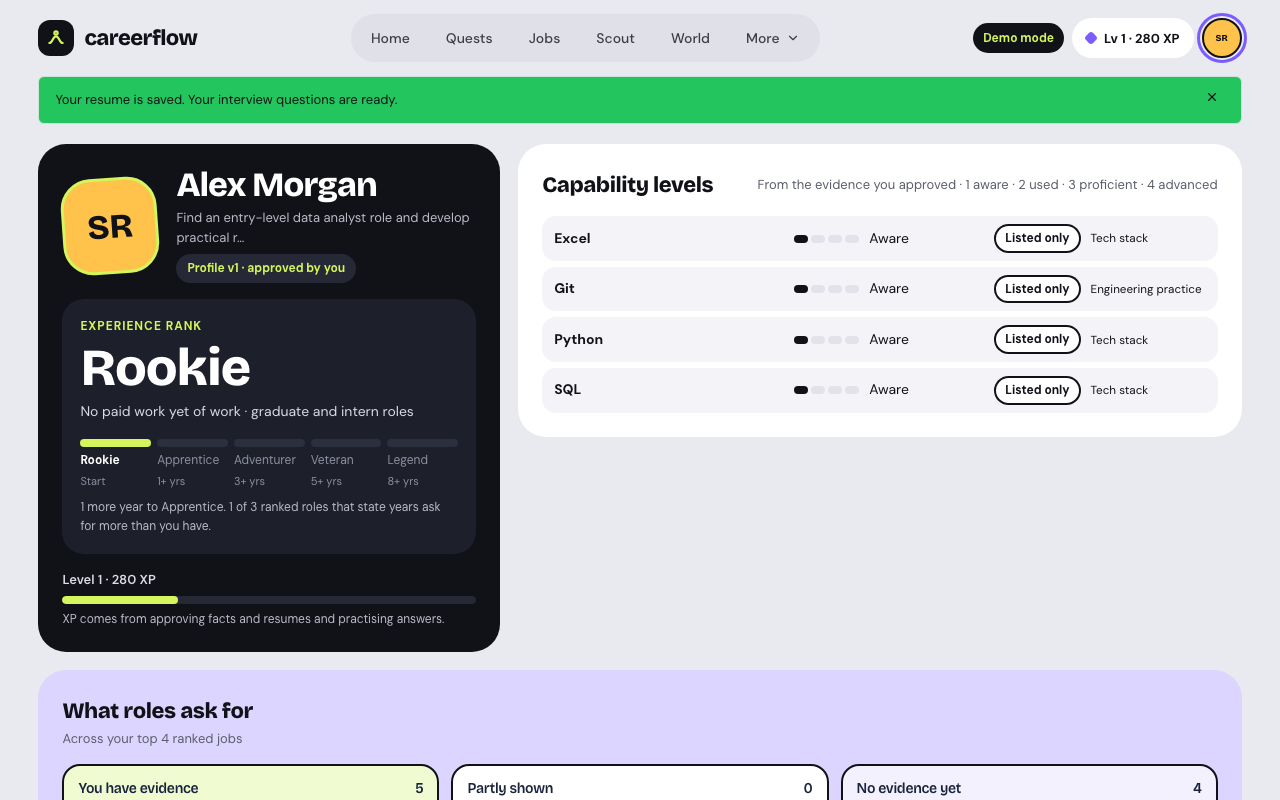 careerflow
Home
Quests
Jobs
Scout
World
More
Demo mode
Lv 1 · 280 XP
SR
Your resume is saved. Your interview questions are ready.
SR
Alex Morgan
Find an entry-level data analyst role and develop
practical r...
Profile v1 · approved by you
EXPERIENCE RANK
Rookie
No paid work yet of work · graduate and intern roles
Rookie
Apprentice
Adventurer
Veteran
Legend
Start
1+ yrs
3+ yrs
5+ yrs
8+ yrs
1 more year to Apprentice. 1 of 3 ranked roles that state years ask
for more than you have.
Level 1 · 280 XP
XP comes from approving facts and resumes and practising answers.
Capability levels
From the evidence you approved · 1 aware · 2 used · 3 proficient · 4 advanced
Excel
Aware
Listed only
Tech stack
Git
Aware
Listed only
Engineering practice
Python
Aware
Listed only
Tech stack
SQL
Aware
Listed only
Tech stack
What roles ask for
Across your top 4 ranked jobs
You have evidence
5
Partly shown
0
No evidence yet
4